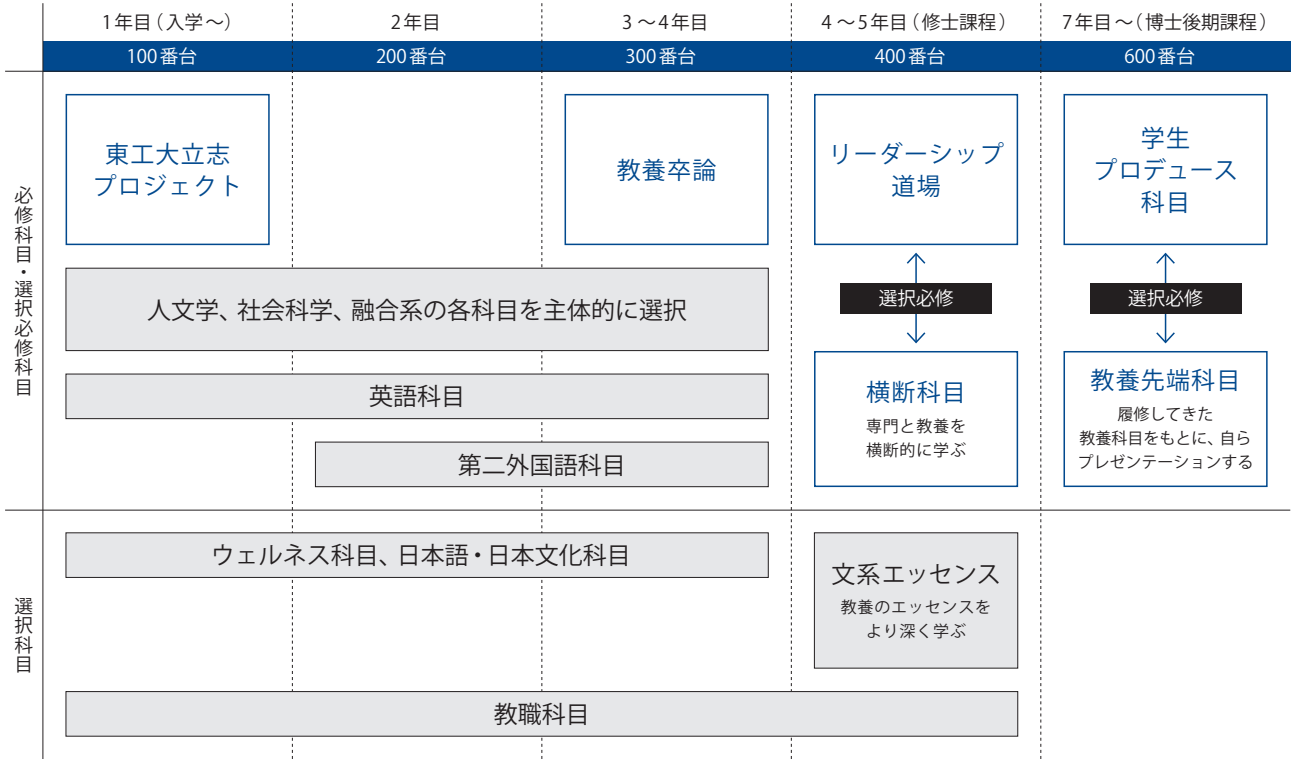 1年目（入学～）
2年目
3～4年目
4～5年目（修士課程）
7年目～（博士後期課程）
100番台
200番台
300番台
400番台
600番台
必修科目・選択必修科目
東工大立志
プロジェクト
教養卒論
リーダーシップ
道場
学生
プロデュース
科目
人文学、社会科学、融合系の各科目を主体的に選択
選択必修
選択必修
英語科目
第二外国語科目
横断科目
専門と教養を
横断的に学ぶ
教養先端科目
履修してきた
教養科目をもとに、自ら
プレゼンテーションする
選択科目
ウェルネス科目、日本語・日本文化科目
文系エッセンス
教養のエッセンスを
より深く学ぶ
教職科目